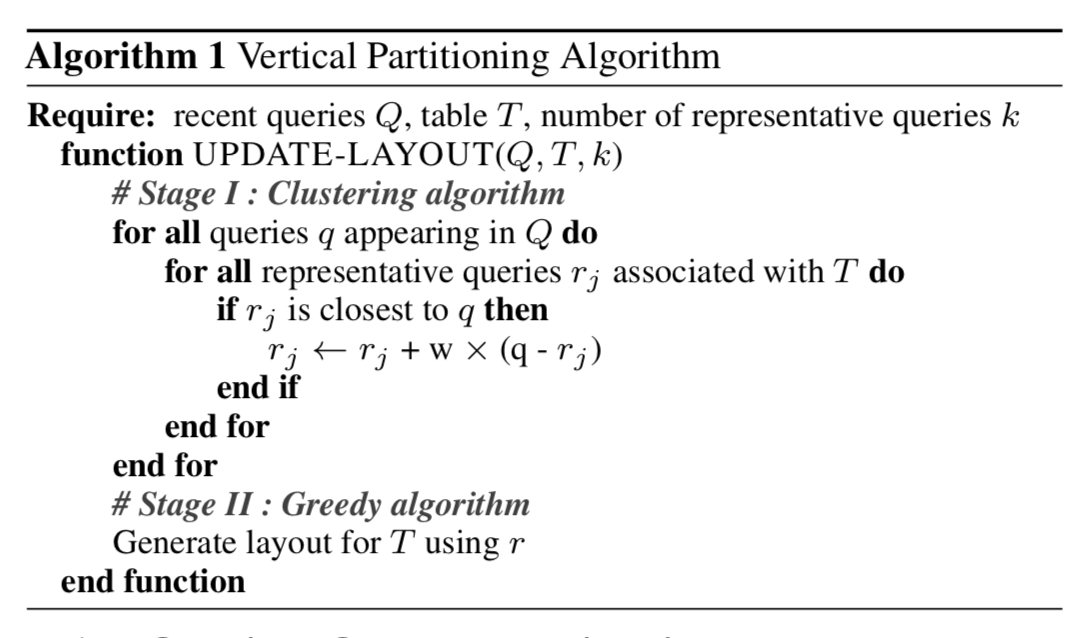 Algorithm 1 Vertical Partitioning Algorithm
Require: recent queries Q, table T, number of representative queries k
function UPDATE-LAYOUT(Q, T, k)
# Stage I : Clustering algorithm
for all queries q appearing in Q do
for all representative queries r_j associated with T do
if r_j is closest to q then
r_j ← r_j + w × (q - r_j)
end if
end for
end for
# Stage II : Greedy algorithm
Generate layout for T using r
end function